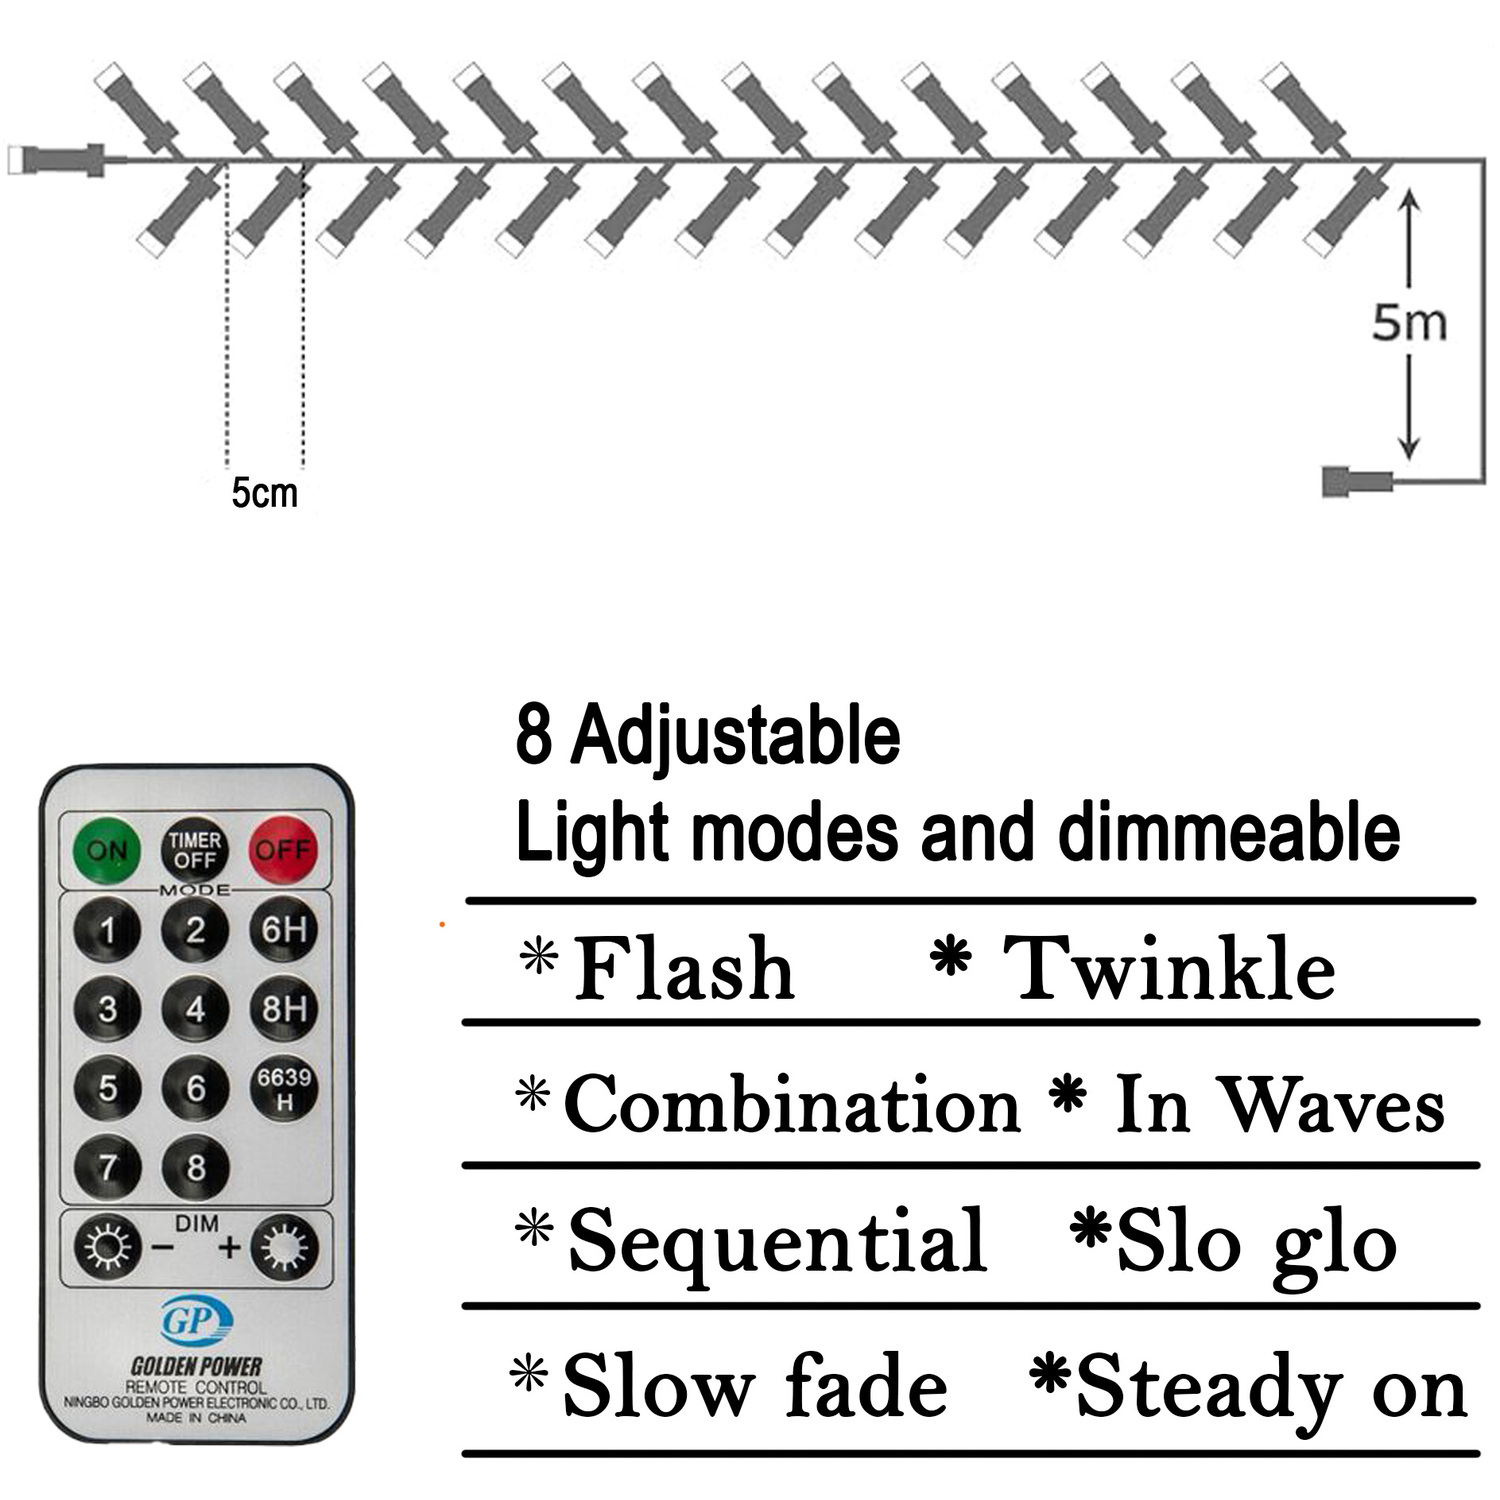 5m
5cm
8 Adjustable
Light modes and dimmeable
* Flash * Twinkle
* Combination * In Waves
* Sequential *Slo glo
* Slow fade *Steady on
ON TIMER OFF OFF
MODE
1 2 6H
3 4 8H
5 6 6639 H
7 8
DIM
- +
GP
GOLDEN POWER
REMOTE CONTROL
NINGBO GOLDEN POWER ELECTRONIC CO., LTD.
MADE IN CHINA